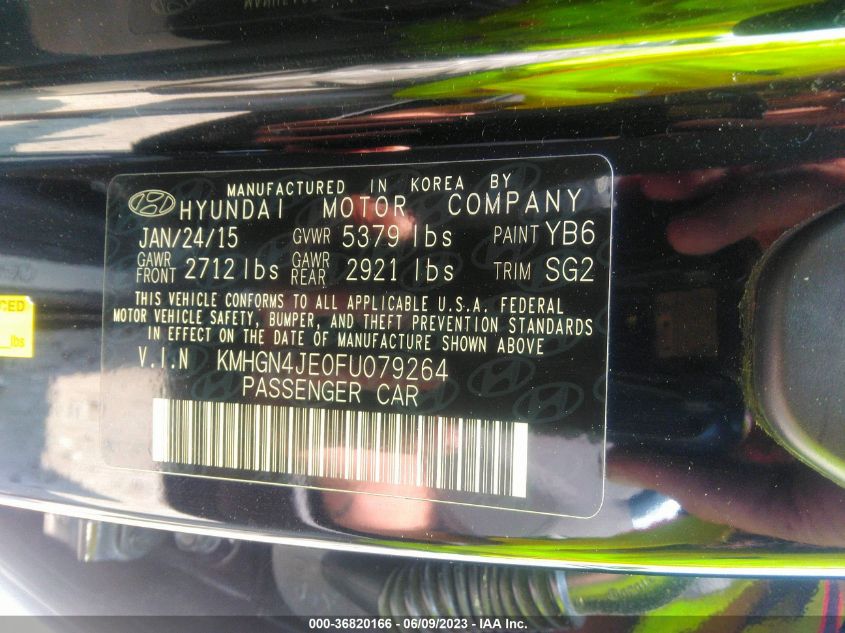 MANUFACTURED IN KOREA BY
HYUNDAI MOTOR COMPANY
JAN/24/15 GVWR 5379 lbs PAINT YB6
GAWR FRONT 2712 lbs GAWR REAR 2921 lbs TRIM SG2
THIS VEHICLE CONFORMS TO ALL APPLICABLE U.S.A. FEDERAL
MOTOR VEHICLE SAFETY, BUMPER, AND THEFT PREVENTION STANDARDS
IN EFFECT ON THE DATE OF MANUFACTURE SHOWN ABOVE
V.I.N KMHGN4JE0FU079264
PASSENGER CAR
lbs
000-36820166 - 06/09/2023 - IAA Inc.